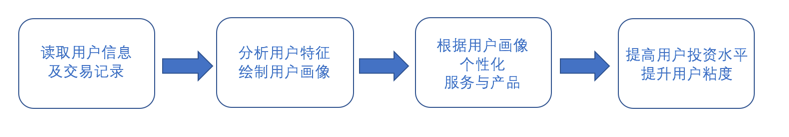 读取用户信息
及交易记录
分析用户特征
绘制用户画像
根据用户画像
个性化
服务与产品
提高用户投资水平
提升用户粘度